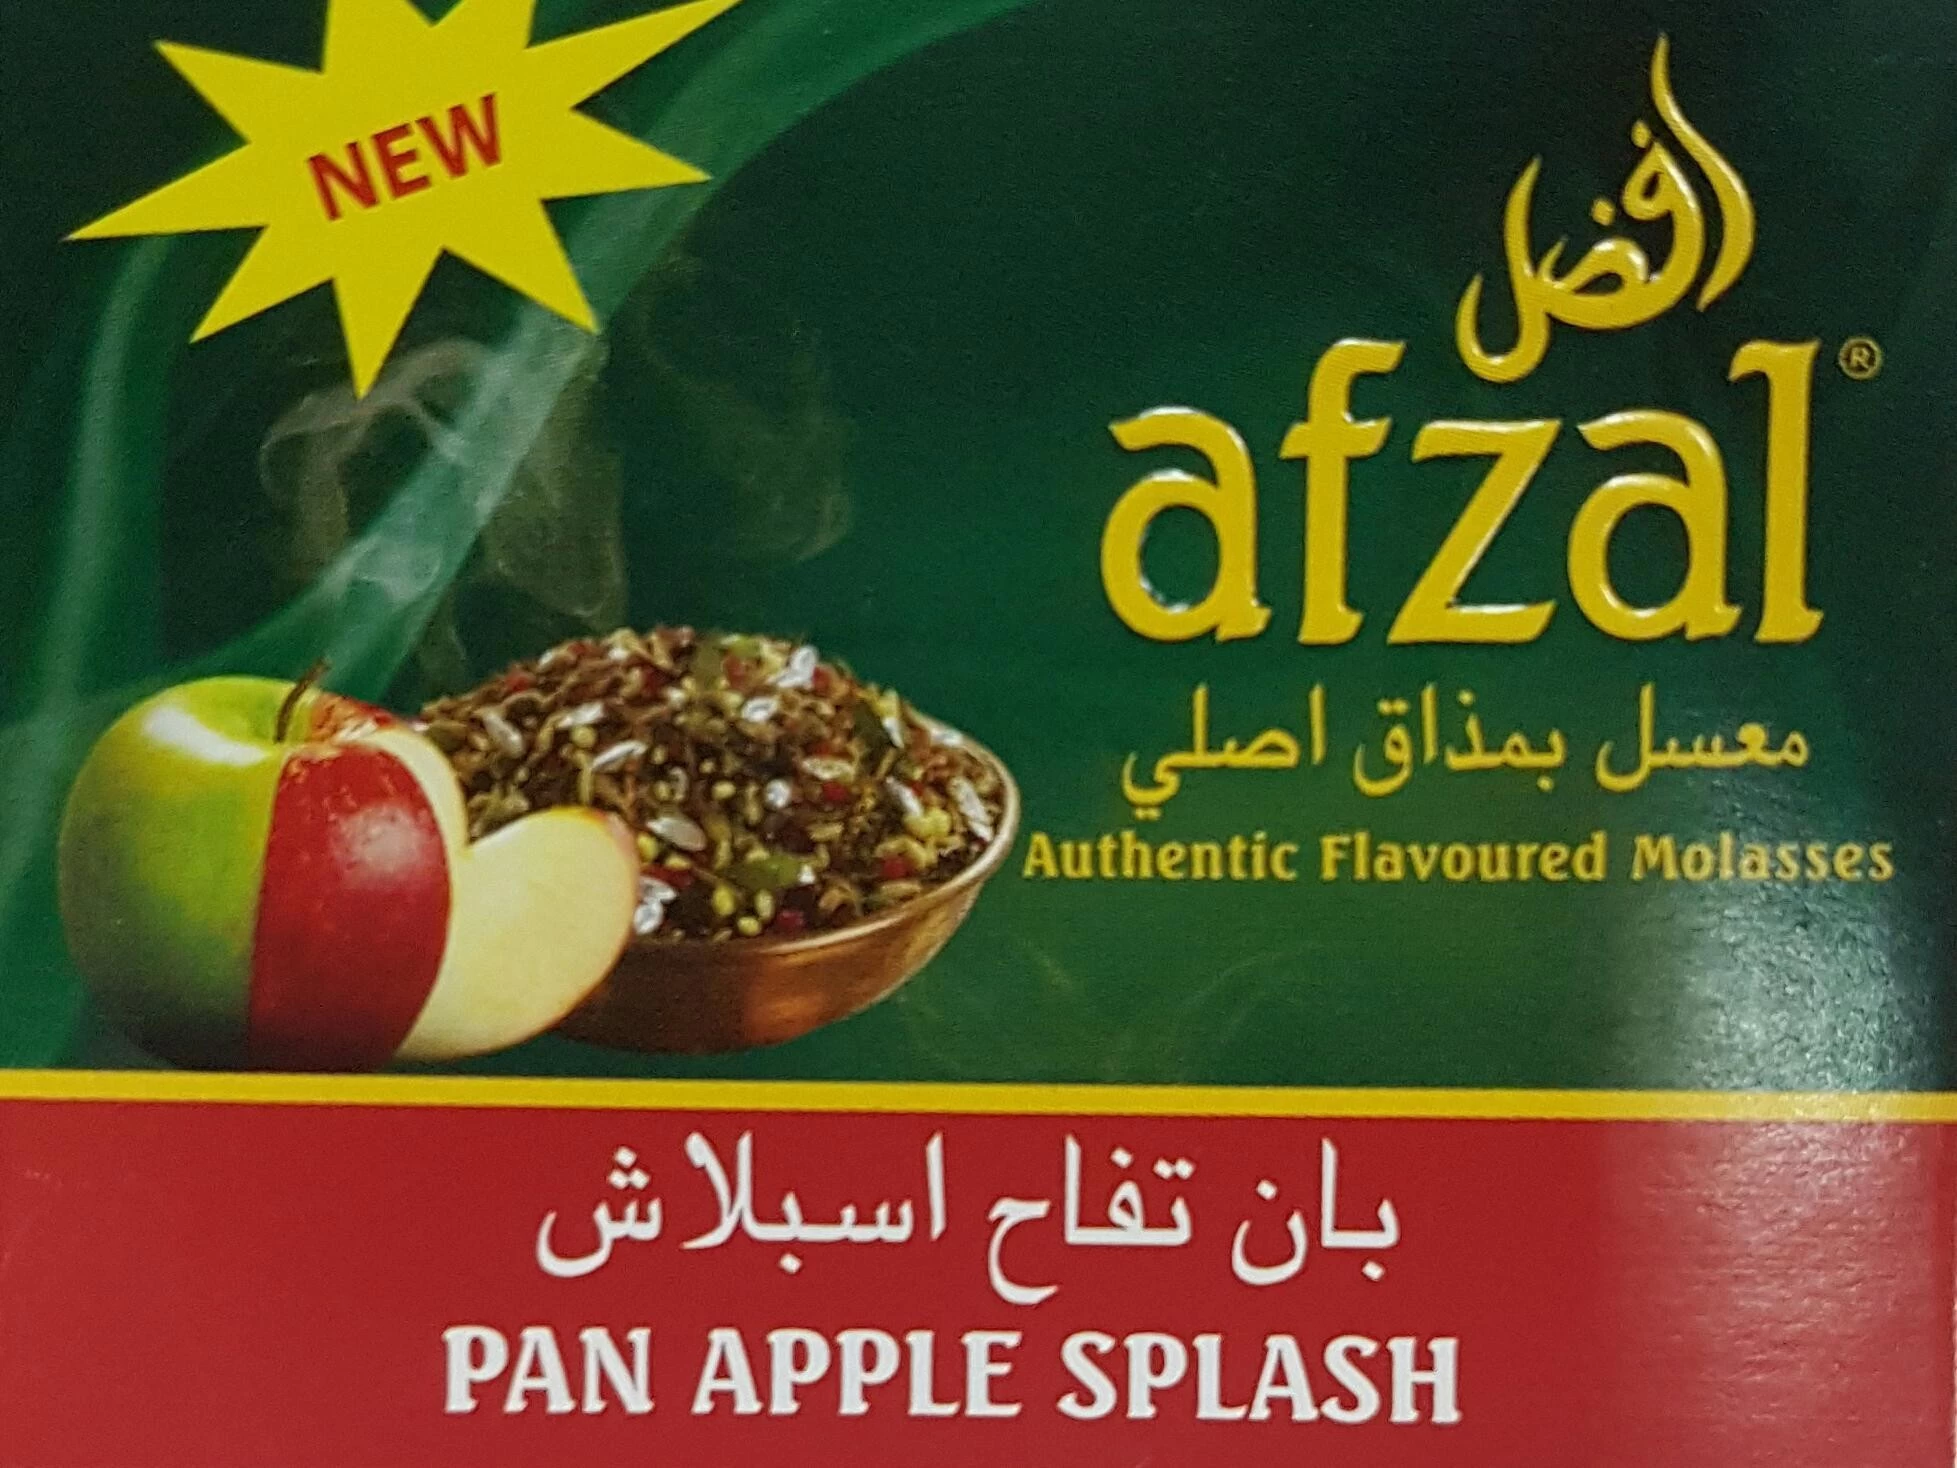 NEW
افضل
afzal®
معسل بمذاق اصلي
Authentic Flavoured Molasses
بان تفاح اسبلاش
PAN APPLE SPLASH